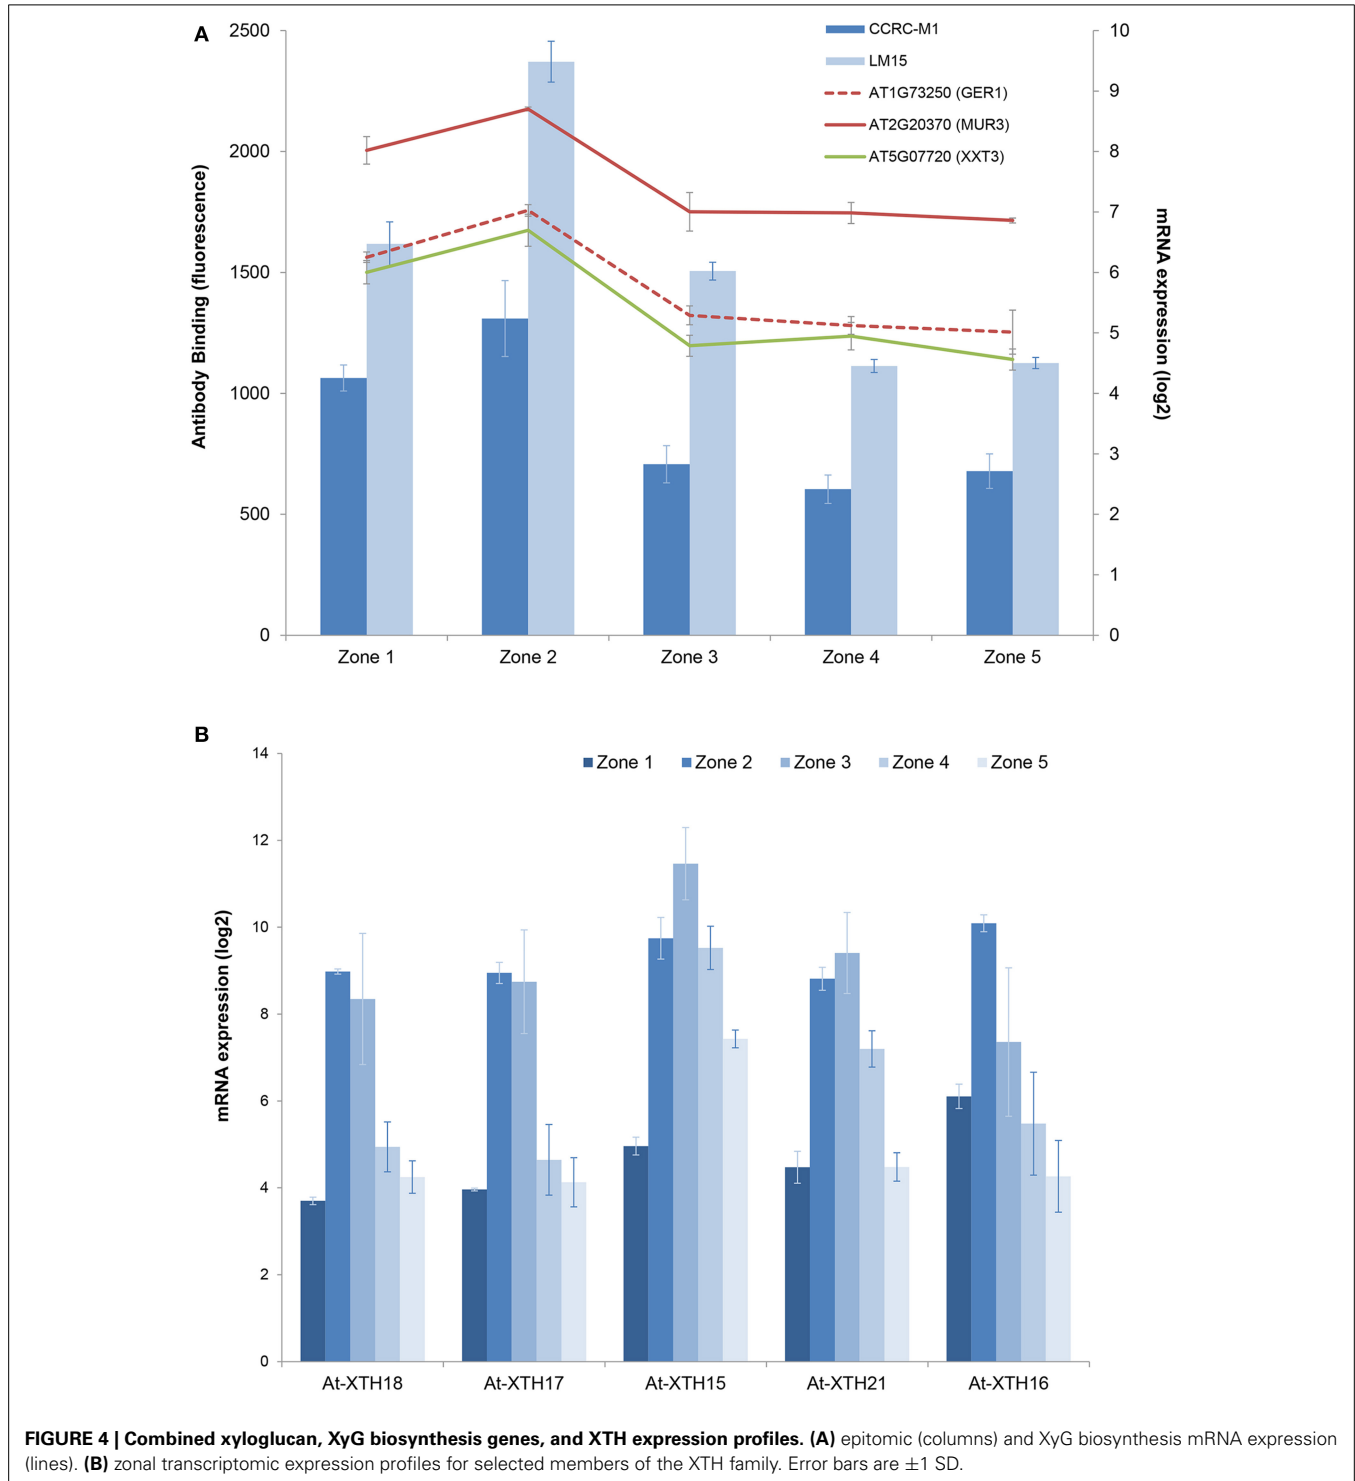 A
2500
2000
1500
1000
500
0
Antibody Binding (fluorescence)
CCRC-M1
LM15
AT1G73250 (GER1)
AT2G20370 (MUR3)
AT5G07720 (XXT3)
10
9
8
7
6
5
4
3
2
1
0
mRNA expression (log2)
Zone 1 Zone 2 Zone 3 Zone 4 Zone 5
B
14
12
10
8
6
4
2
0
mRNA expression (log2)
Zone 1 Zone 2 Zone 3 Zone 4 Zone 5
At-XTH18 At-XTH17 At-XTH15 At-XTH21 At-XTH16
FIGURE 4 | Combined xyloglucan, XyG biosynthesis genes, and XTH expression profiles. (A) epitomic (columns) and XyG biosynthesis mRNA expression
(lines). (B) zonal transcriptomic expression profiles for selected members of the XTH family. Error bars are ±1 SD.